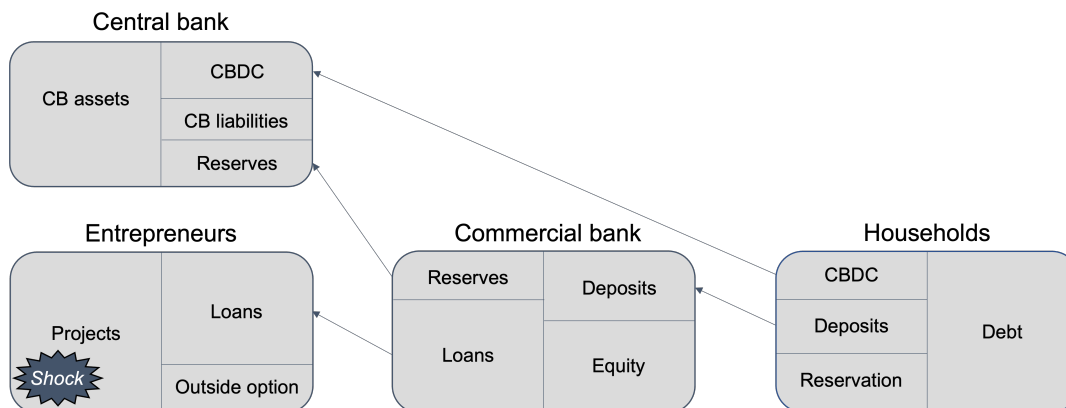 Central bank
CB assets
CBDC
CB liabilities
Reserves
Entrepreneurs
Projects
Shock
Loans
Outside option
Commercial bank
Reserves
Loans
Deposits
Equity
Households
CBDC
Deposits
Reservation
Debt